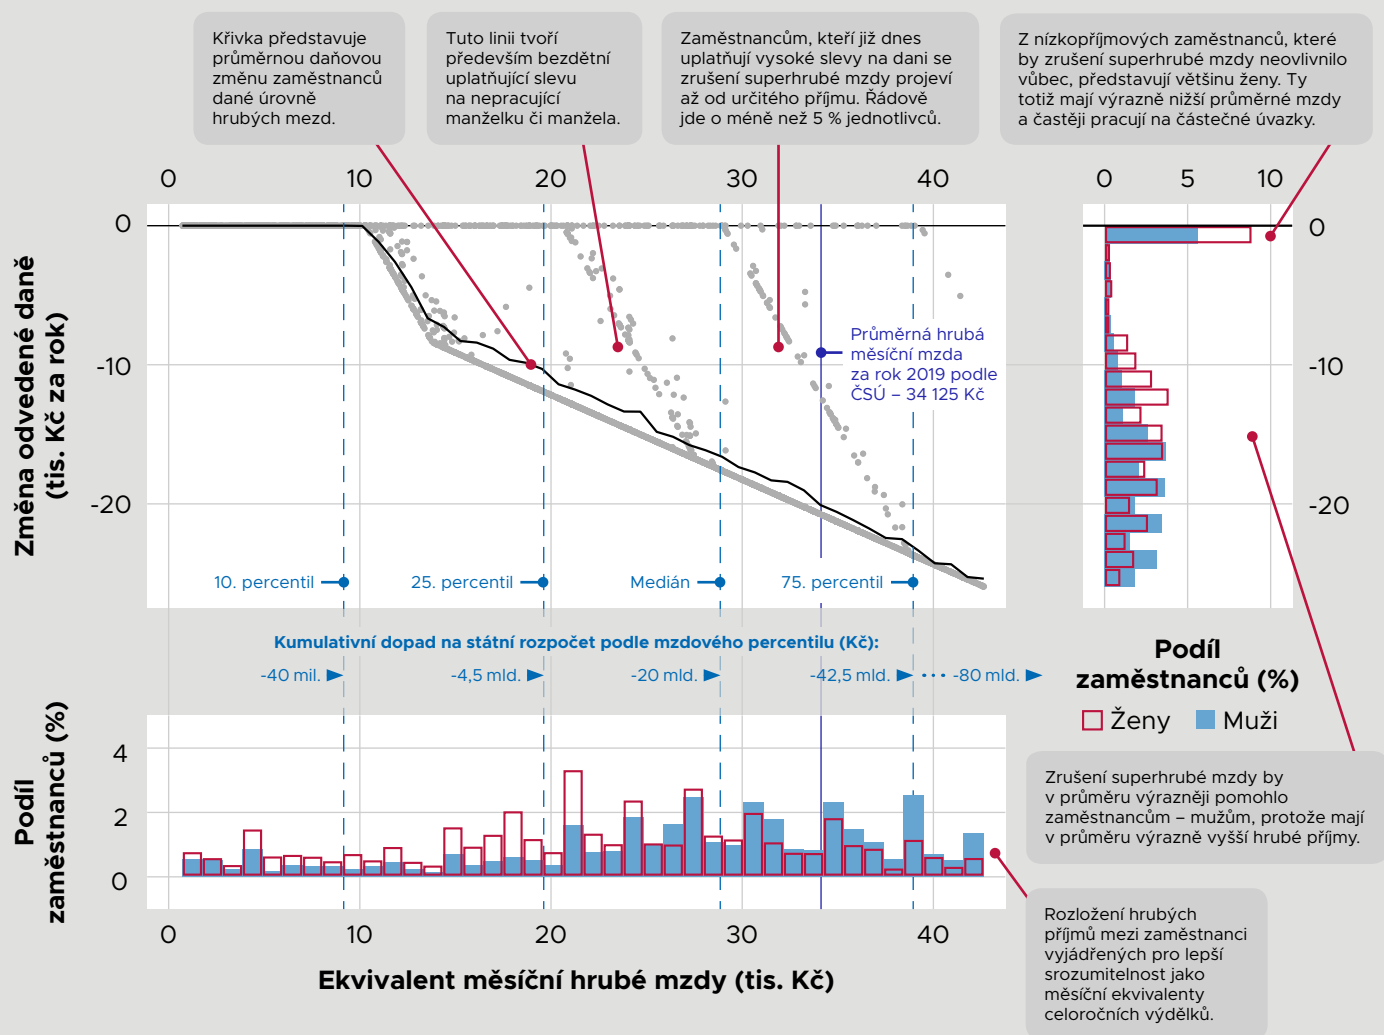 Křivka představuje
průměrnou daňovou
změnu zaměstnanců
dané úrovně
hrubých mezd.
Tuto linii tvoří
především bezdětní
uplatňující slevu
na nepracující
manželku či manžela.
Zaměstnancům, kteří již dnes
uplatňují vysoké slevy na dani se
zrušení superhrubé mzdy projeví
až od určitého příjmu. Řádově
jde o méně než 5 % jednotlivců.
Z nízkopříjmových zaměstnanců, které
by zrušení superhrubé mzdy neovlivnilo
vůbec, představují většinu ženy. Ty
totiž mají výrazně nižší průměrné mzdy
a častěji pracují na částečné úvazky.
0 10 20 30 40
0 5 10
Změna odvedené daně
(tis. Kč za rok)
0
-10
-20
0
-10
-20
Průměrná hrubá
měsíční mzda
za rok 2019 podle
ČSÚ – 34 125 Kč
10. percentil
25. percentil
Medián
75. percentil
Kumulativní dopad na státní rozpočet podle mzdového percentilu (Kč):
-40 mil.
-4,5 mld.
-20 mld.
-42,5 mld.
-80 mld.
Podíl
zaměstnanců (%)
Ženy
Muži
Podíl
zaměstnanců (%)
4
2
0
0 10 20 30 40
Ekvivalent měsíční hrubé mzdy (tis. Kč)
Zrušení superhrubé mzdy by
v průměru výrazněji pomohlo
zaměstnancům – mužům, protože mají
v průměru výrazně vyšší hrubé příjmy.
Rozložení hrubých
příjmů mezi zaměstnanci
vyjádřených pro lepší
srozumitelnost jako
měsíční ekvivalenty
celoročních výdělků.